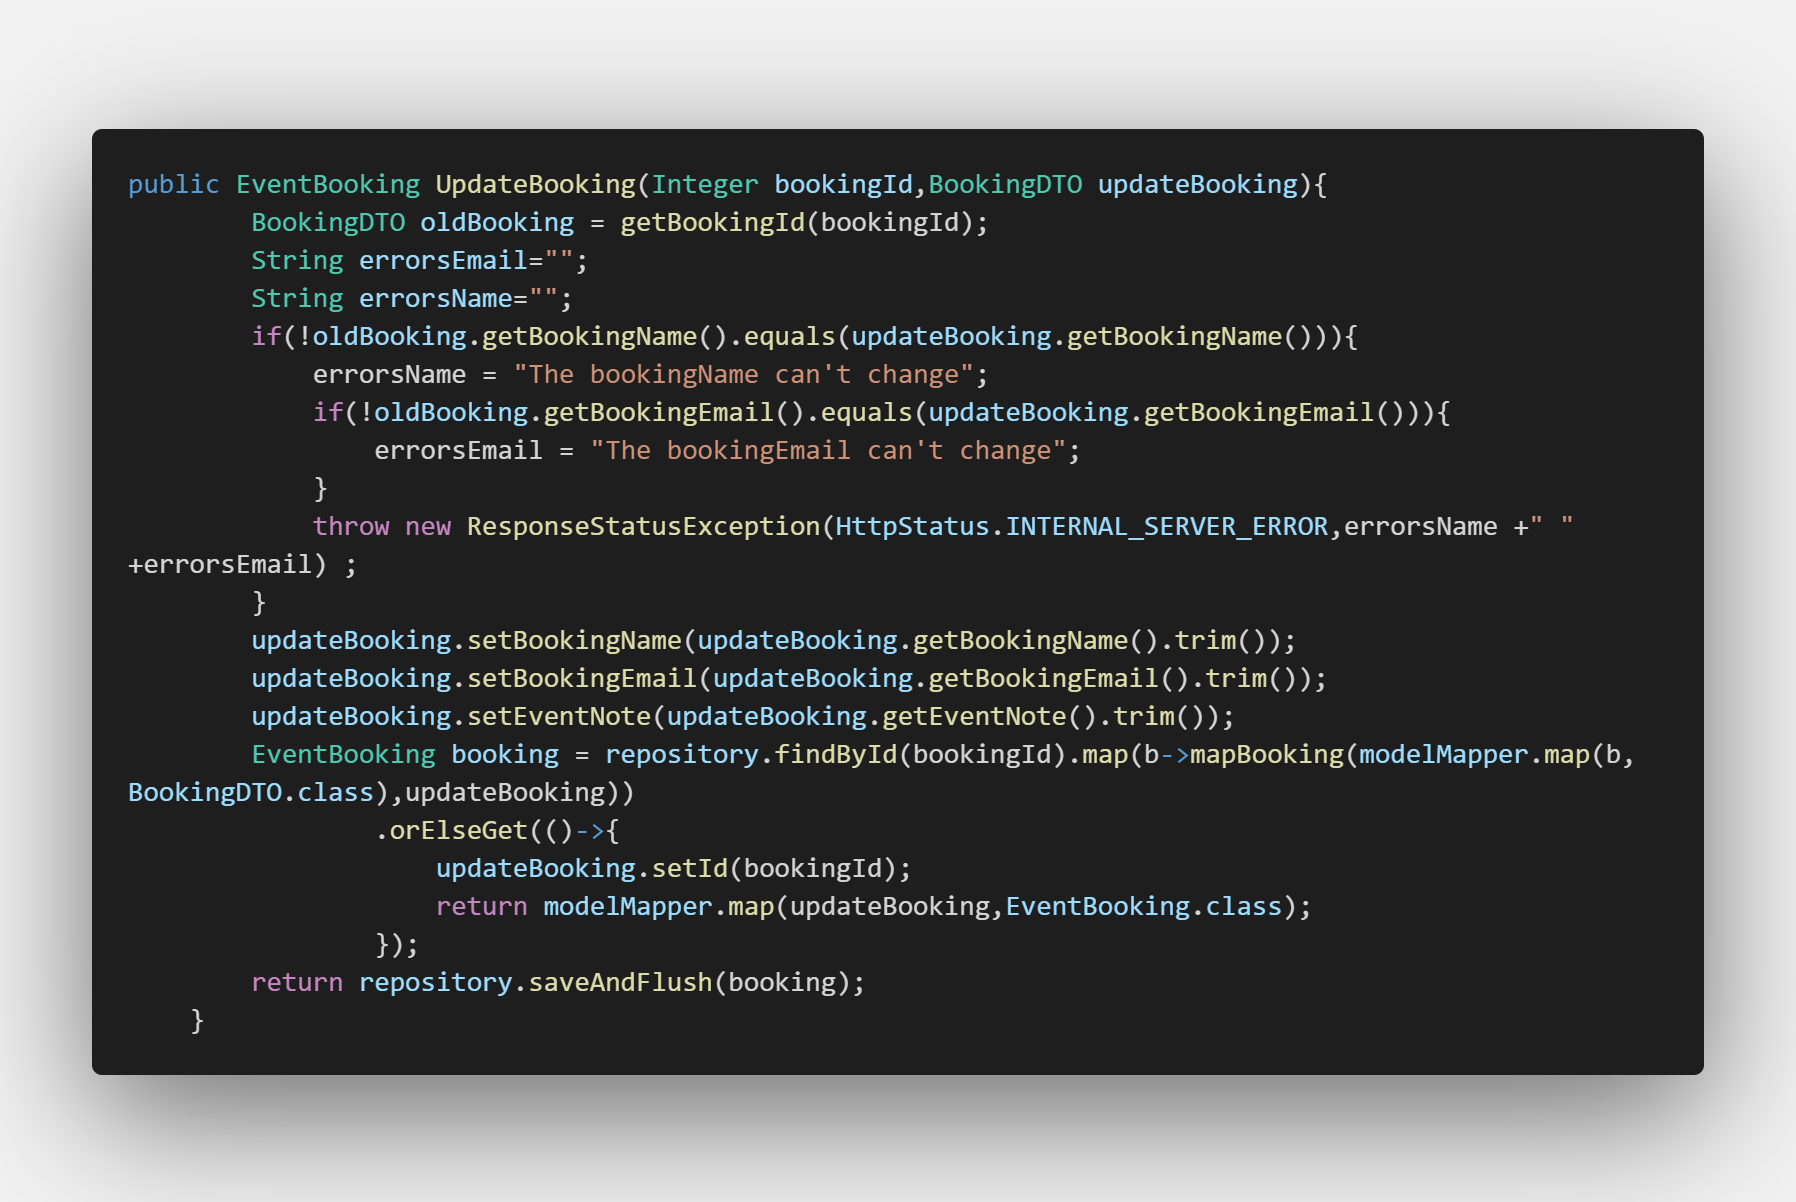 public EventBooking UpdateBooking(Integer bookingId,BookingDTO updateBooking){
        BookingDTO oldBooking = getBookingId(bookingId);
        String errorsEmail="";
        String errorsName="";
        if(!oldBooking.getBookingName().equals(updateBooking.getBookingName())){
            errorsName = "The bookingName can't change";
            if(!oldBooking.getBookingEmail().equals(updateBooking.getBookingEmail())){
                errorsEmail = "The bookingEmail can't change";
            }
            throw new ResponseStatusException(HttpStatus.INTERNAL_SERVER_ERROR,errorsName +" "
+errorsEmail) ;
        }
        updateBooking.setBookingName(updateBooking.getBookingName().trim());
        updateBooking.setBookingEmail(updateBooking.getBookingEmail().trim());
        updateBooking.setEventNote(updateBooking.getEventNote().trim());
        EventBooking booking = repository.findById(bookingId).map(b->mapBooking(modelMapper.map(b,
BookingDTO.class),updateBooking))
                .orElseGet(()->{
                    updateBooking.setId(bookingId);
                    return modelMapper.map(updateBooking,EventBooking.class);
                });
        return repository.saveAndFlush(booking);
    }